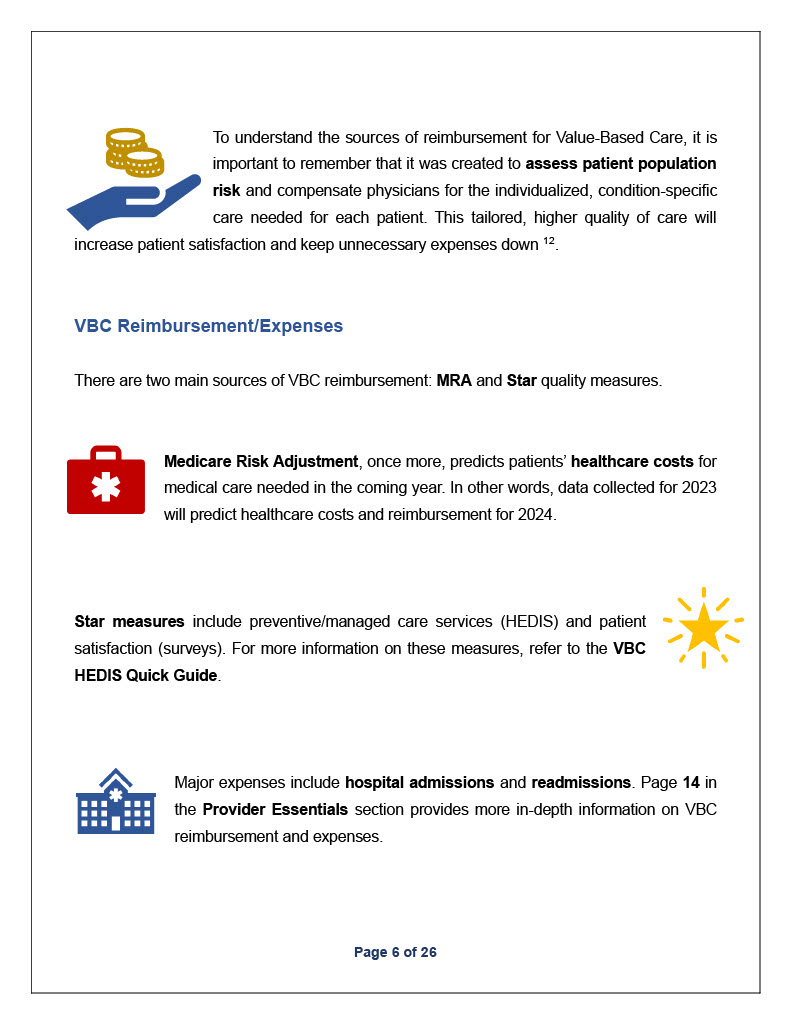 To understand the sources of reimbursement for Value-Based Care, it is
important to remember that it was created to assess patient population
risk and compensate physicians for the individualized, condition-specific
care needed for each patient. This tailored, higher quality of care will
increase patient satisfaction and keep unnecessary expenses down 12.
VBC Reimbursement/Expenses
There are two main sources of VBC reimbursement: MRA and Star quality measures.
Medicare Risk Adjustment, once more, predicts patients’ healthcare costs for
medical care needed in the coming year. In other words, data collected for 2023
will predict healthcare costs and reimbursement for 2024.
Star measures include preventive/managed care services (HEDIS) and patient
satisfaction (surveys). For more information on these measures, refer to the VBC
HEDIS Quick Guide.
Major expenses include hospital admissions and readmissions. Page 14 in
the Provider Essentials section provides more in-depth information on VBC
reimbursement and expenses.
Page 6 of 26